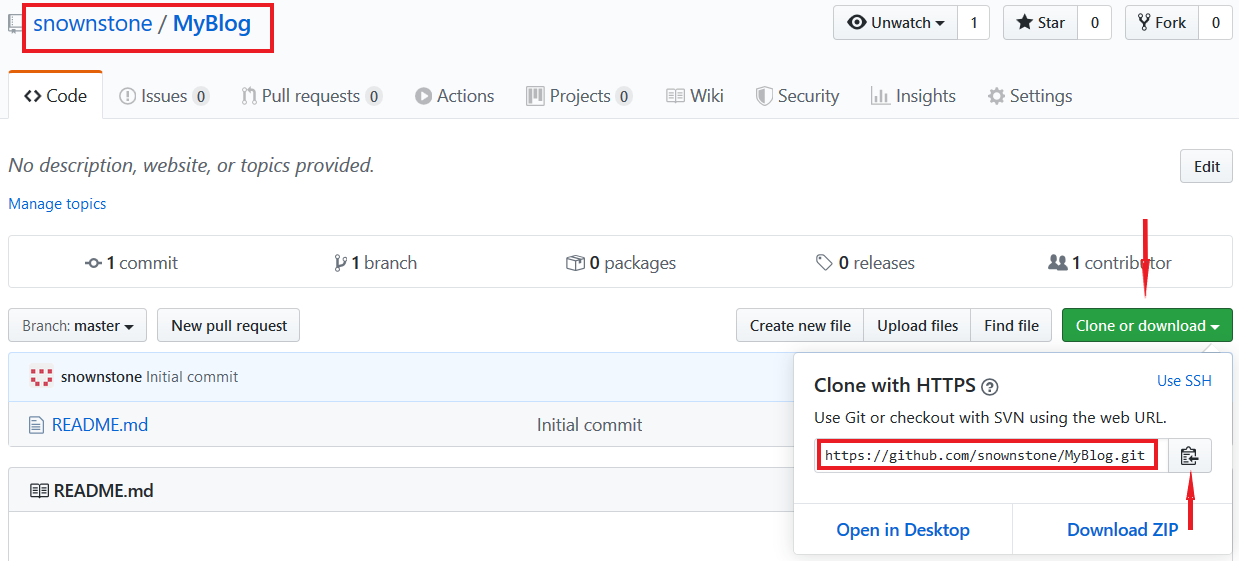 snownstone / MyBlog
Unwatch 1 Star 0 Fork 0
Code Issues 0 Pull requests 0 Actions Projects 0 Wiki Security Insights Settings
No description, website, or topics provided. Edit
Manage topics
1 commit 1 branch 0 packages 0 releases 1 contributor
Branch: master New pull request Create new file Upload files Find file Clone or download
snownstone Initial commit
README.md Initial commit
README.md
Clone with HTTPS ? Use SSH
Use Git or checkout with SVN using the web URL.
https://github.com/snownstone/MyBlog.git
Open in Desktop Download ZIP